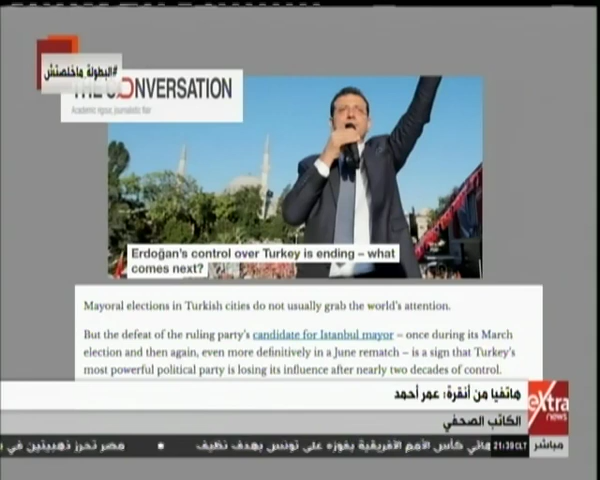 #البطولة_ماخلصتش
THE CONVERSATION
Academic rigour, journalistic flair
Erdoğan's control over Turkey is ending – what
comes next?
Mayoral elections in Turkish cities do not usually grab the world's attention.
But the defeat of the ruling party's candidate for Istanbul mayor – once during its March
election and then again, even more definitively in a June rematch – is a sign that Turkey's
most powerful political party is losing its influence after nearly two decades of control.
هاتفيا من أنقرة: عمر أحمد
الكاتب الصحفي
extra
news
مباشر
21:39 CLT
هائي كأس الأمم الأفريقية بفوزه على تونس بهدف نظيف
مصر تحرز ذهبيتين في